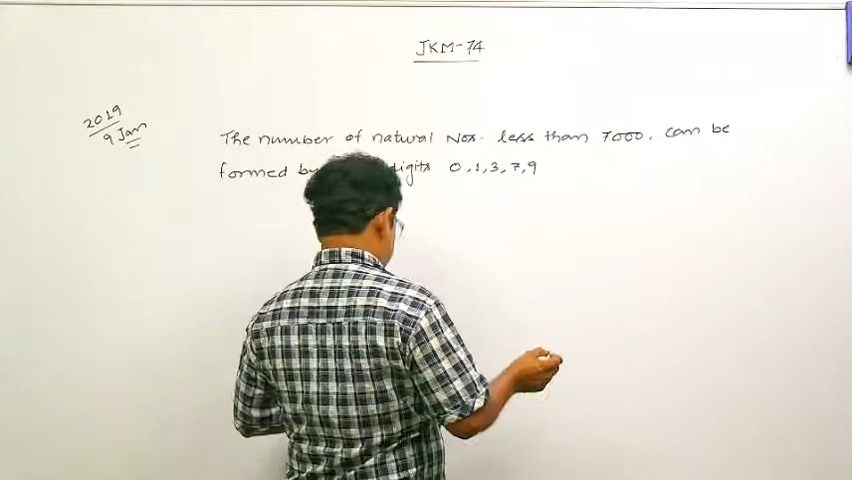 JKM-74
2019
9 Jan
The number of natural Nos. less than 7000, can be
formed by digits 0,1,3,7,9